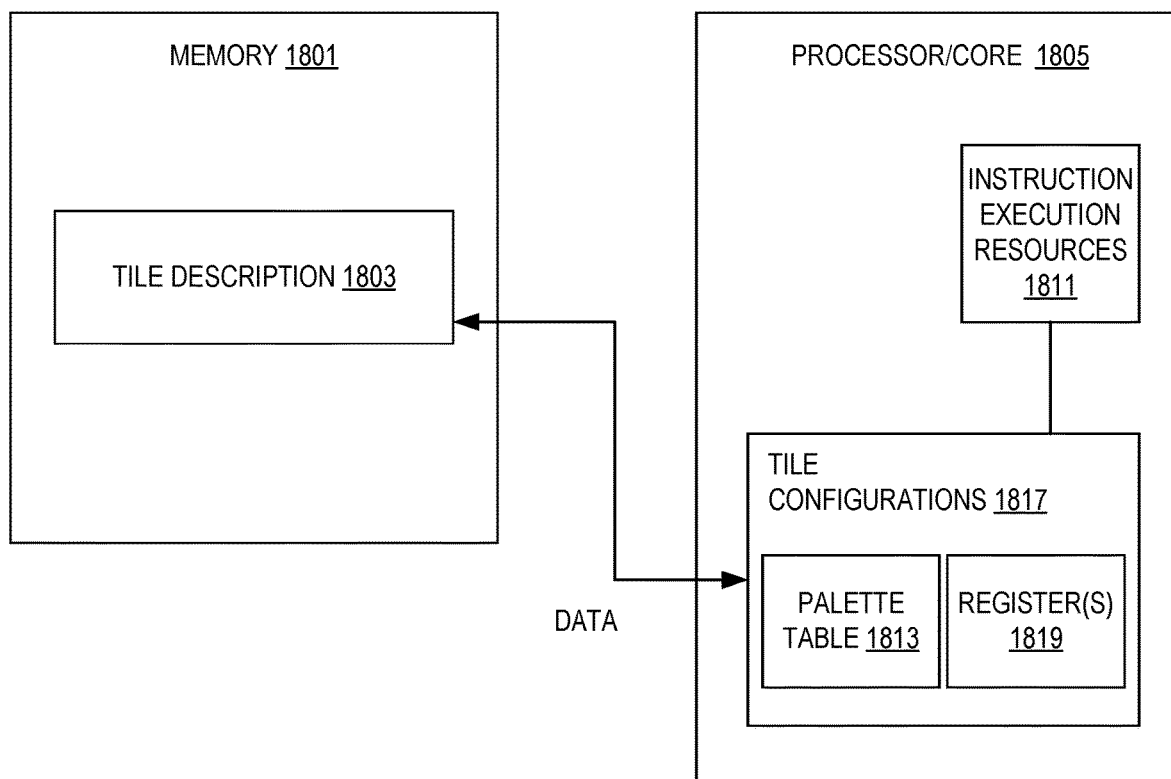 MEMORY 1801
TILE DESCRIPTION 1803
DATA
PROCESSOR/CORE 1805
INSTRUCTION
EXECUTION
RESOURCES
1811
TILE
CONFIGURATIONS 1817
PALETTE
TABLE 1813
REGISTER(S)
1819